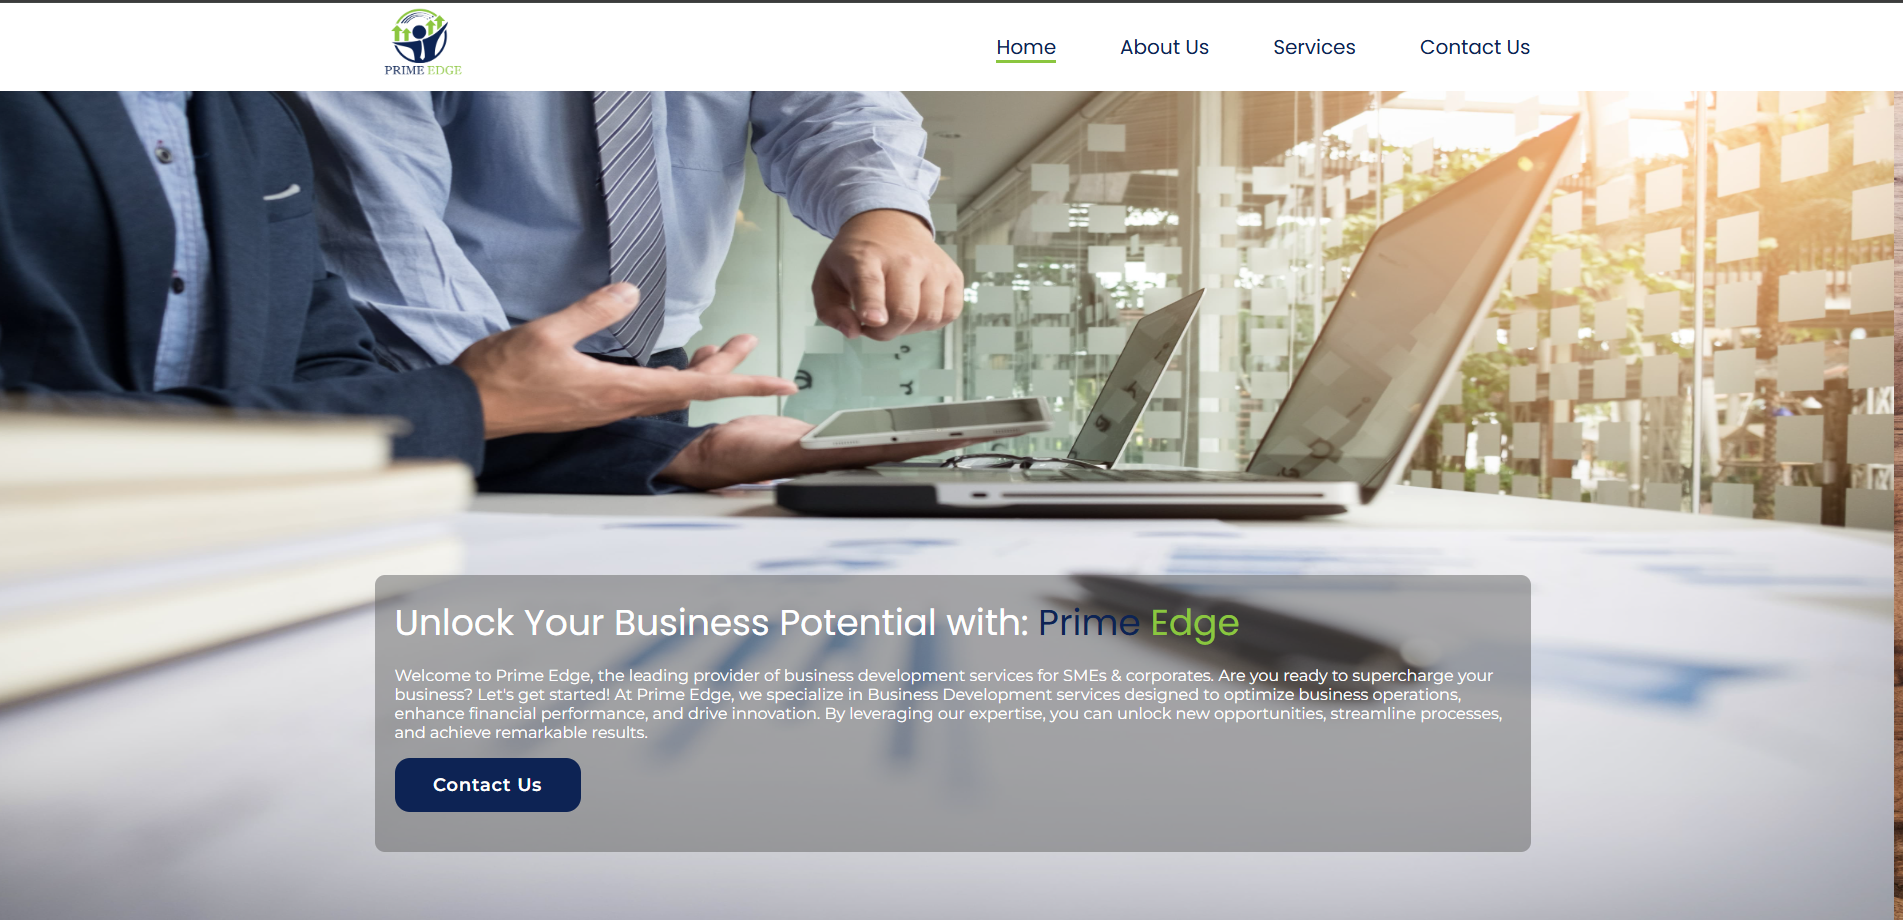 PRIME EDGE
Home
About Us
Services
Contact Us
Unlock Your Business Potential with: Prime Edge
Welcome to Prime Edge, the leading provider of business development services for SMEs & corporates. Are you ready to supercharge your
business? Let's get started! At Prime Edge, we specialize in Business Development services designed to optimize business operations,
enhance financial performance, and drive innovation. By leveraging our expertise, you can unlock new opportunities, streamline processes,
and achieve remarkable results.
Contact Us